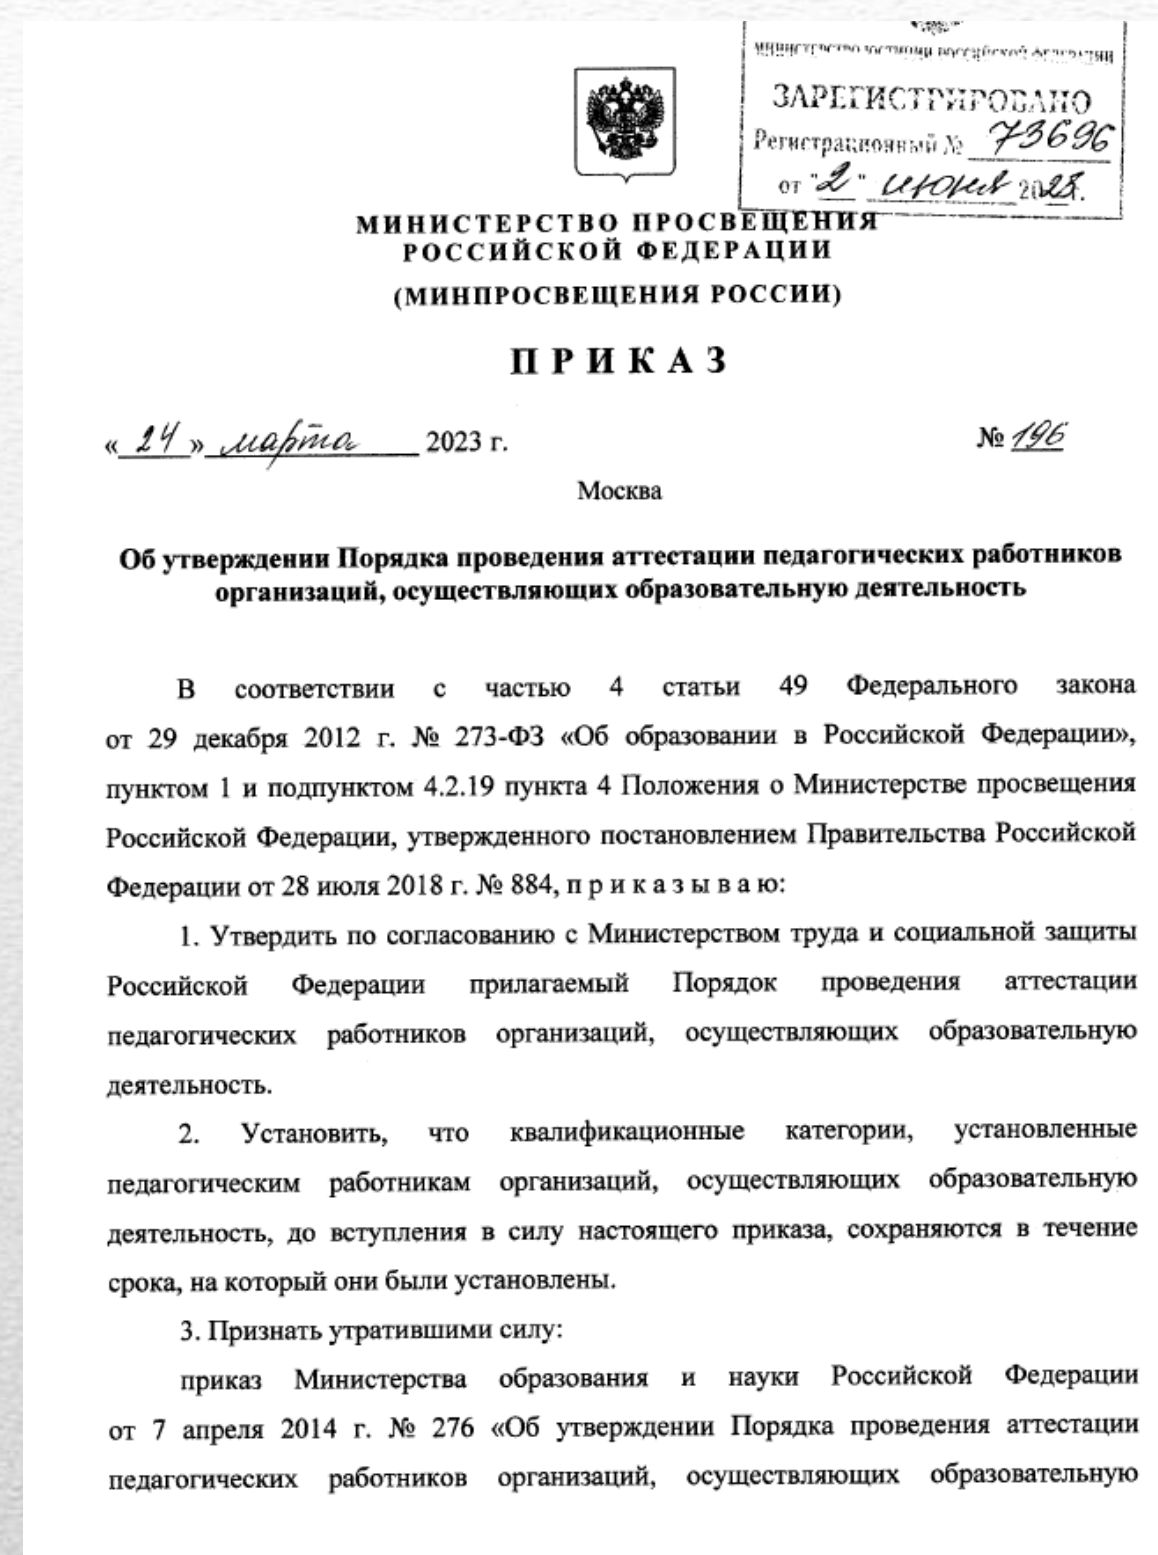 МИНИСТЕРСТВО ЮСТИЦИИ РОССИЙСКОЙ ФЕДЕРАЦИИ
ЗАРЕГИСТРИРОВАНО
Регистрационный № 73696
от "2" июня 2023г.
МИНИСТЕРСТВО ПРОСВЕЩЕНИЯ
РОССИЙСКОЙ ФЕДЕРАЦИИ
(МИНПРОСВЕЩЕНИЯ РОССИИ)
ПРИКАЗ
«24» марта 2023 г. № 196
Москва
Об утверждении Порядка проведения аттестации педагогических работников
организаций, осуществляющих образовательную деятельность
В соответствии с частью 4 статьи 49 Федерального закона
от 29 декабря 2012 г. № 273-ФЗ «Об образовании в Российской Федерации»,
пунктом 1 и подпунктом 4.2.19 пункта 4 Положения о Министерстве просвещения
Российской Федерации, утвержденного постановлением Правительства Российской
Федерации от 28 июля 2018 г. № 884, п р и к а з ы в а ю:
1. Утвердить по согласованию с Министерством труда и социальной защиты
Российской Федерации прилагаемый Порядок проведения аттестации
педагогических работников организаций, осуществляющих образовательную
деятельность.
2. Установить, что квалификационные категории, установленные
педагогическим работникам организаций, осуществляющих образовательную
деятельность, до вступления в силу настоящего приказа, сохраняются в течение
срока, на который они были установлены.
3. Признать утратившими силу:
приказ Министерства образования и науки Российской Федерации
от 7 апреля 2014 г. № 276 «Об утверждении Порядка проведения аттестации
педагогических работников организаций, осуществляющих образовательную